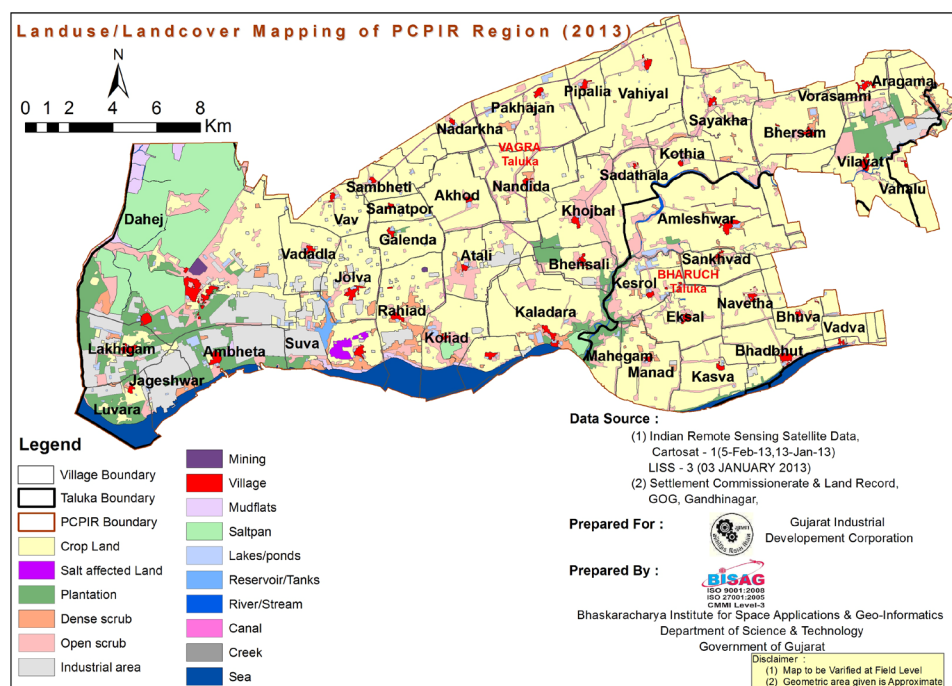 Landuse/Landcover Mapping of PCPIR Region (2013)
N
0 2 4 6 8
Km
Aragama
Vorasamni
Pipalia
Vahiyal
Pakhajan
Sayakha
Bhersam
Nadarkha
VAGRA
Taluka
Kothia
Vilayat
Sadathala
Vahalu
Sambheti
Akhod
Nandida
Dahej
Vav
Samatpor
Khojbal
Amleshwar
Galenda
Vadadla
Atali
Bhensali
Sankhvad
Jolva
BHARUCH
Taluka
Kesrol
Navetha
Rahiad
Kaladara
Eksal
Bhuva
Suva
Koliad
Vadva
Lakhigam
Ambheta
Mahegam
Bhadbhut
Jageshwar
Manad
Kasva
Luvara
Legend
Village Boundary
Taluka Boundary
PCPIR Boundary
Crop Land
Salt affected Land
Plantation
Dense scrub
Open scrub
Industrial area
Mining
Village
Mudflats
Saltpan
Lakes/ponds
Reservoir/Tanks
River/Stream
Canal
Creek
Sea
Data Source :
(1) Indian Remote Sensing Satellite Data,
Cartosat - 1(5-Feb-13,13-Jan-13)
LISS - 3 (03 JANUARY 2013)
(2) Settlement Commissionerate & Land Record,
GOG, Gandhinagar,
Prepared For :
Gujarat Industrial
Developement Corporation
Prepared By :
BISAG
ISO 9001:2008
ISO 27001:2005
CMMI Level-3
Bhaskaracharya Institute for Space Applications & Geo-Informatics
Department of Science & Technology
Government of Gujarat
Disclaimer :
(1) Map to be Varified at Field Level
(2) Geometric area given is Approximate